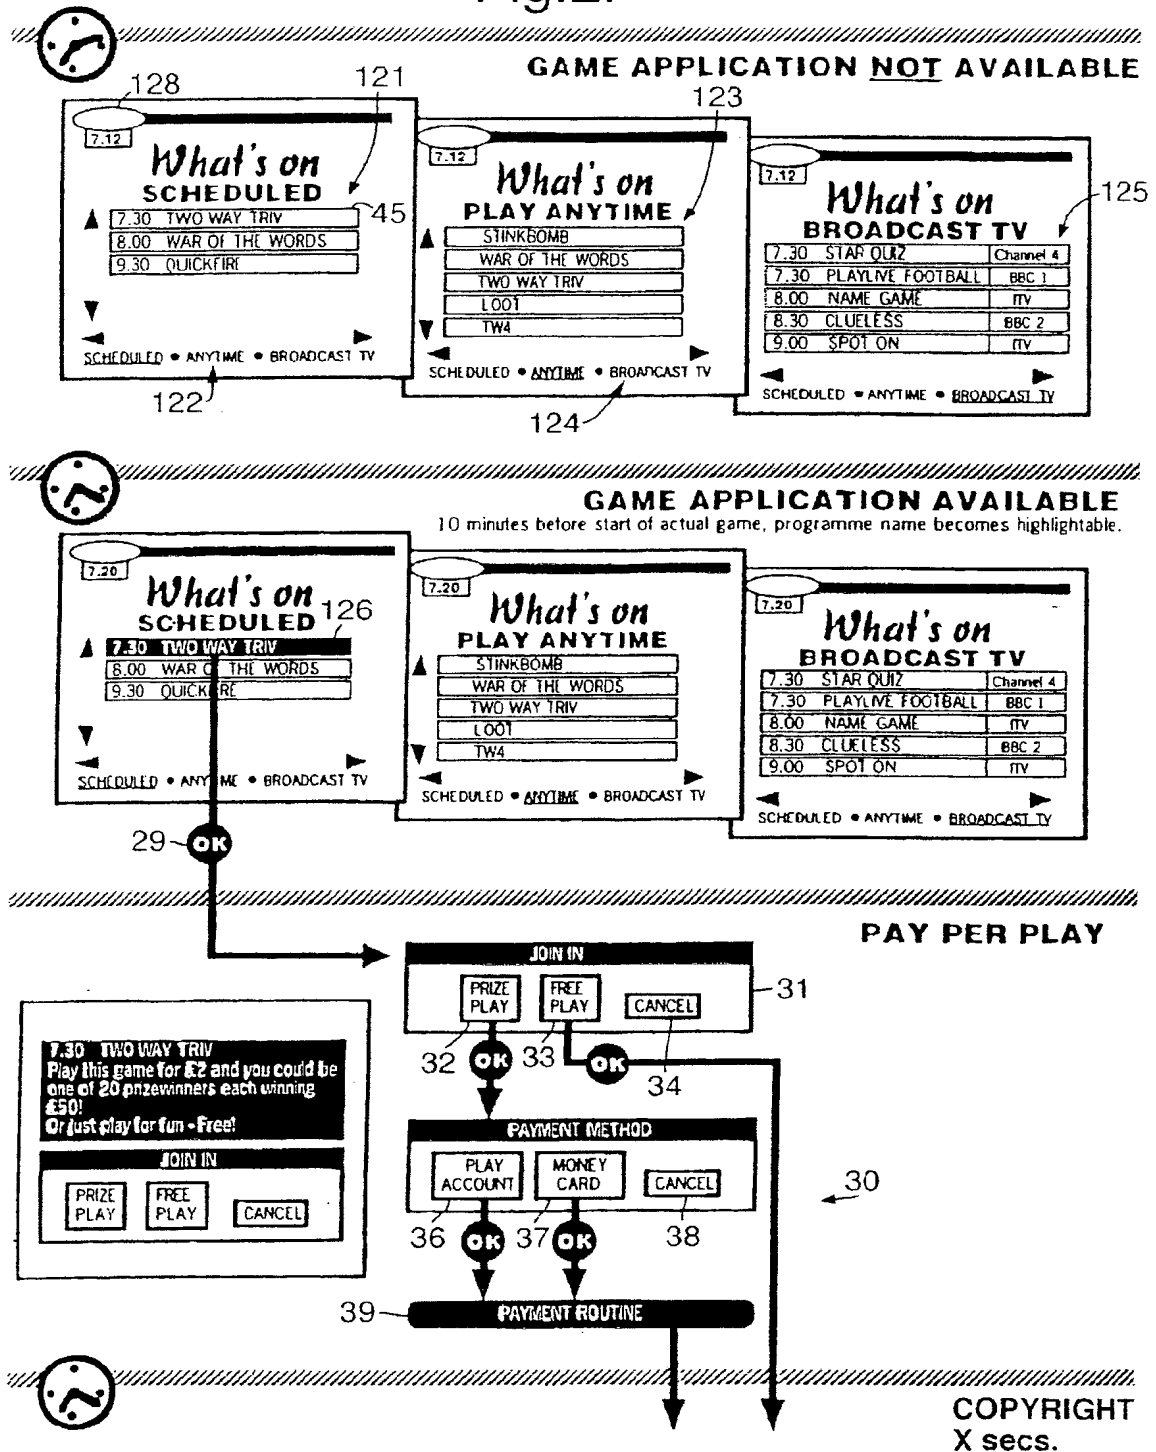 Fig.2.
GAME APPLICATION NOT AVAILABLE
128
121
7.12
What's on
SCHEDULED
7.30 TWO WAY TRIV
45
8.00 WAR OF THE WORDS
9.30 QUICKFIRE
SCHEDULED • ANYTIME • BROADCAST TV
122
123
7.12
What's on
PLAY ANYTIME
STINKBOMB
WAR OF THE WORDS
TWO WAY TRIV
LOOT
TW4
SCHEDULED • ANYTIME • BROADCAST TV
124
7.12
What's on
125
BROADCAST TV
7.30 STAR QUIZ Channel 4
7.30 PLAYLIVE FOOTBALL BBC 1
8.00 NAME GAME ITV
8.30 CLUELESS BBC 2
9.00 SPOT ON ITV
SCHEDULED • ANYTIME • BROADCAST TV
GAME APPLICATION AVAILABLE
10 minutes before start of actual game, programme name becomes highlightable.
7.20
What's on
126
SCHEDULED
7.30 TWO WAY TRIV
8.00 WAR OF THE WORDS
9.30 QUICKFIRE
SCHEDULED • ANYTIME • BROADCAST TV
7.20
What's on
PLAY ANYTIME
STINKBOMB
WAR OF THE WORDS
TWO WAY TRIV
LOOT
TW4
SCHEDULED • ANYTIME • BROADCAST TV
7.20
What's on
BROADCAST TV
7.30 STAR QUIZ Channel 4
7.30 PLAYLIVE FOOTBALL BBC 1
8.00 NAME GAME ITV
8.30 CLUELESS BBC 2
9.00 SPOT ON ITV
SCHEDULED • ANYTIME • BROADCAST TV
29 OK
PAY PER PLAY
JOIN IN
PRIZE PLAY
FREE PLAY
CANCEL
31
32 OK
33 OK
34
7.30 TWO WAY TRIV
Play this game for £2 and you could be
one of 20 prizewinners each winning
£50!
Or just play for fun - Free!
JOIN IN
PRIZE PLAY
FREE PLAY
CANCEL
PAYMENT METHOD
PLAY ACCOUNT
MONEY CARD
CANCEL
30
36 OK
37 OK
38
39 PAYMENT ROUTINE
COPYRIGHT
X secs.